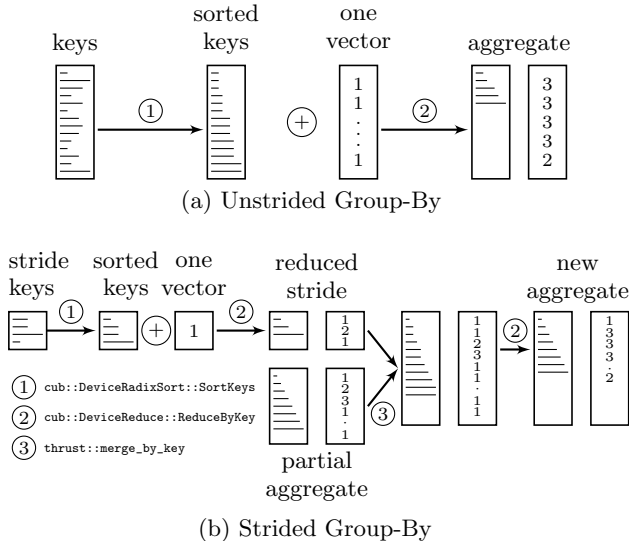 keys
sorted
keys
one
vector
aggregate
1
+
2
1
1
.
.
.
1
3
3
3
3
2
(a) Unstrided Group-By
stride
keys
sorted
keys
one
vector
reduced
stride
new
aggregate
1
+
1
2
1
2
1
1
1
2
3
1
1
.
1
1
2
1
3
3
3
.
2
1
2
3
1
.
1
3
1 cub::DeviceRadixSort::SortKeys
2 cub::DeviceReduce::ReduceByKey
3 thrust::merge_by_key
partial
aggregate
(b) Strided Group-By